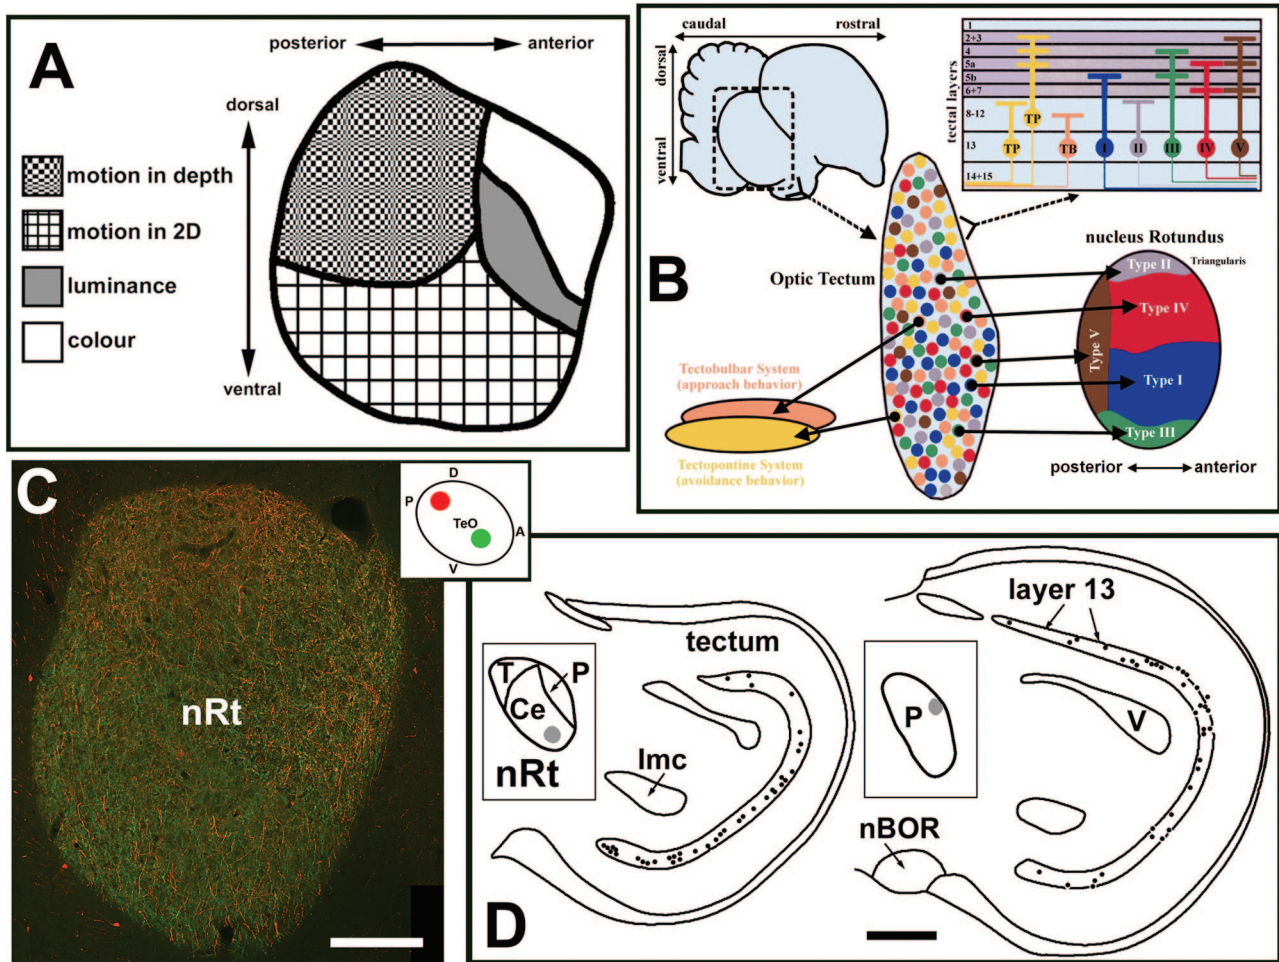 A
posterior
anterior
dorsal
ventral
motion in depth
motion in 2D
luminance
colour
B
caudal
rostral
dorsal
ventral
tectal layers
1
2+3
4
5a
5b
6+7
8-12
13
14+15
TP
TP
TB
I
II
III
IV
V
Optic Tectum
nucleus Rotundus
Triangularis
Type II
Type IV
Type V
Type I
Type III
posterior
anterior
Tectobulbar System
(approach behavior)
Tectopontine System
(avoidance behavior)
C
nRt
D
P
TeO
A
V
D
tectum
T
P
Ce
nRt
lmc
layer 13
P
V
nBOR